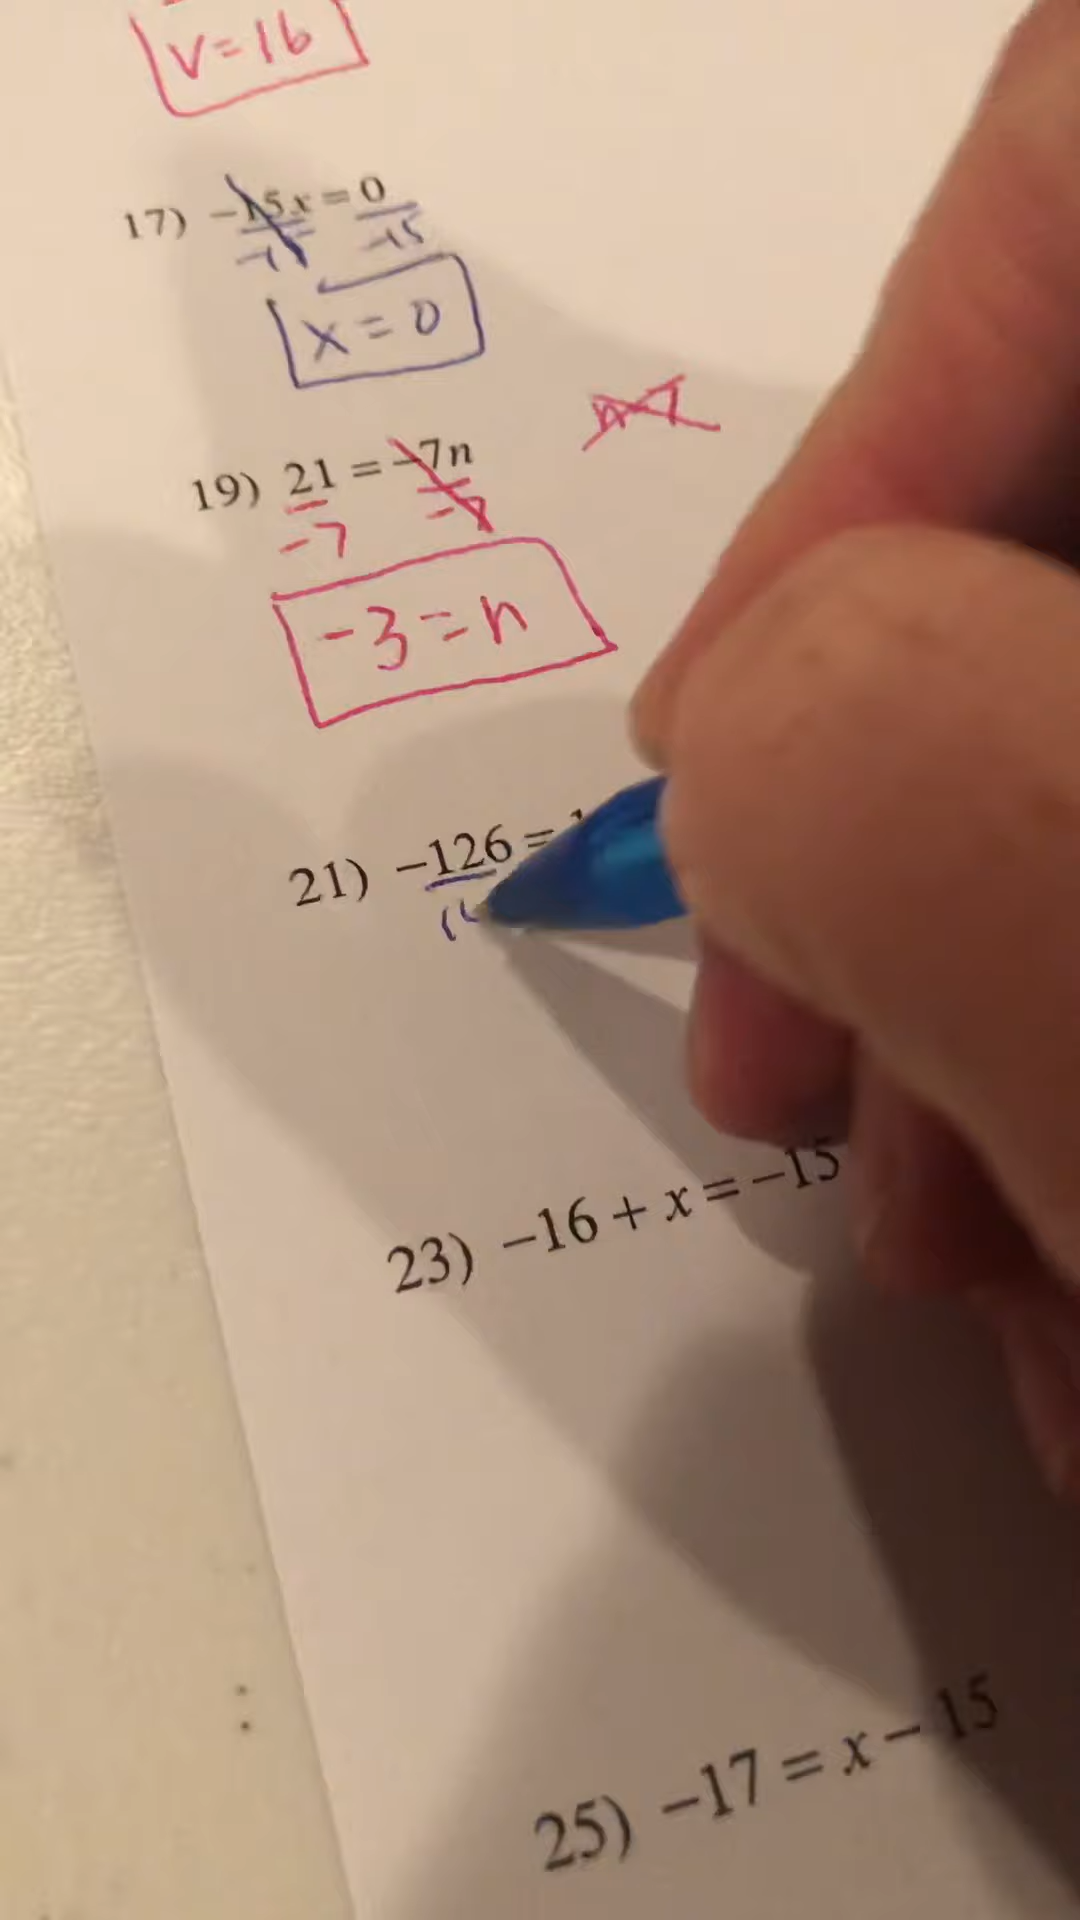 v=16
17) -15x = 0
-15 -15
x = 0
n-7
19) 21 = -7n
-7 -7
-3 = n
21) -126 =
23) -16 + x = -15
25) -17 = x - 15